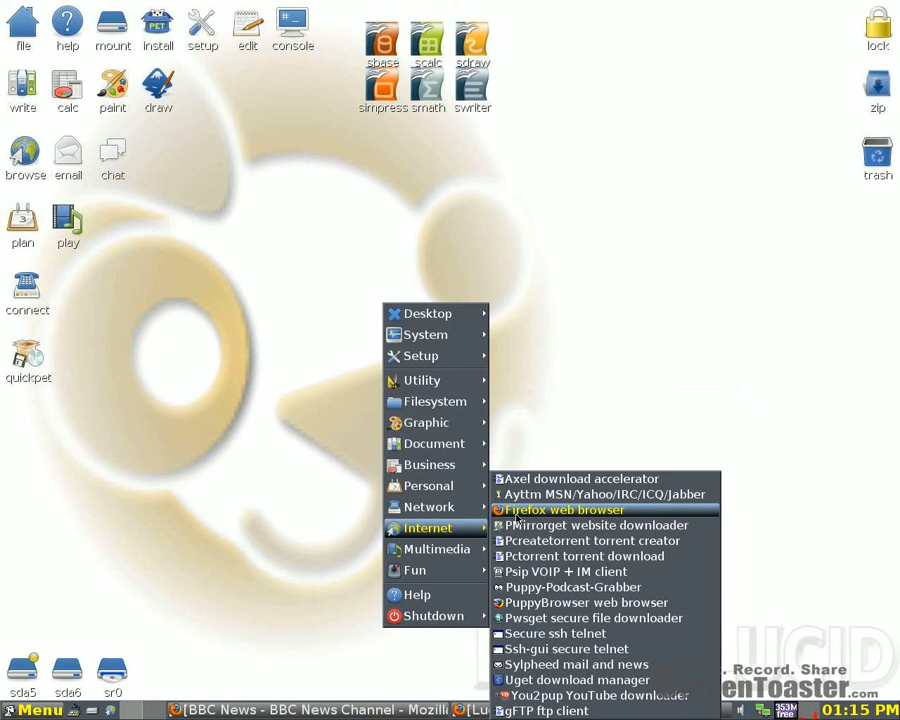 file help mount install setup edit console
sbase scalc sdraw
lock
write calc paint draw
simpress smath swriter
zip
browse email chat
trash
plan play
connect
quickpet
Desktop
System
Setup
Utility
Filesystem
Graphic
Document
Business
Personal
Network
Internet
Multimedia
Fun
Help
Shutdown
Axel download accelerator
Ayttm MSN/Yahoo/IRC/ICQ/Jabber
Firefox web browser
Pmirrorget website downloader
Pcreatetorrent torrent creator
Pctorrent torrent download
Psip VOIP + IM client
Puppy-Podcast-Grabber
PuppyBrowser web browser
Pwsget secure file downloader
Secure ssh telnet
Ssh-gui secure telnet
Sylpheed mail and news
Uget download manager
You2pup YouTube downloader
gFTP ftp client
sda5 sda6 sr0
LUCID
. Record. Share
enToaster.com
Menu
[BBC News - BBC News Channel - Mozilla
[Lu
353M
free
01:15 PM